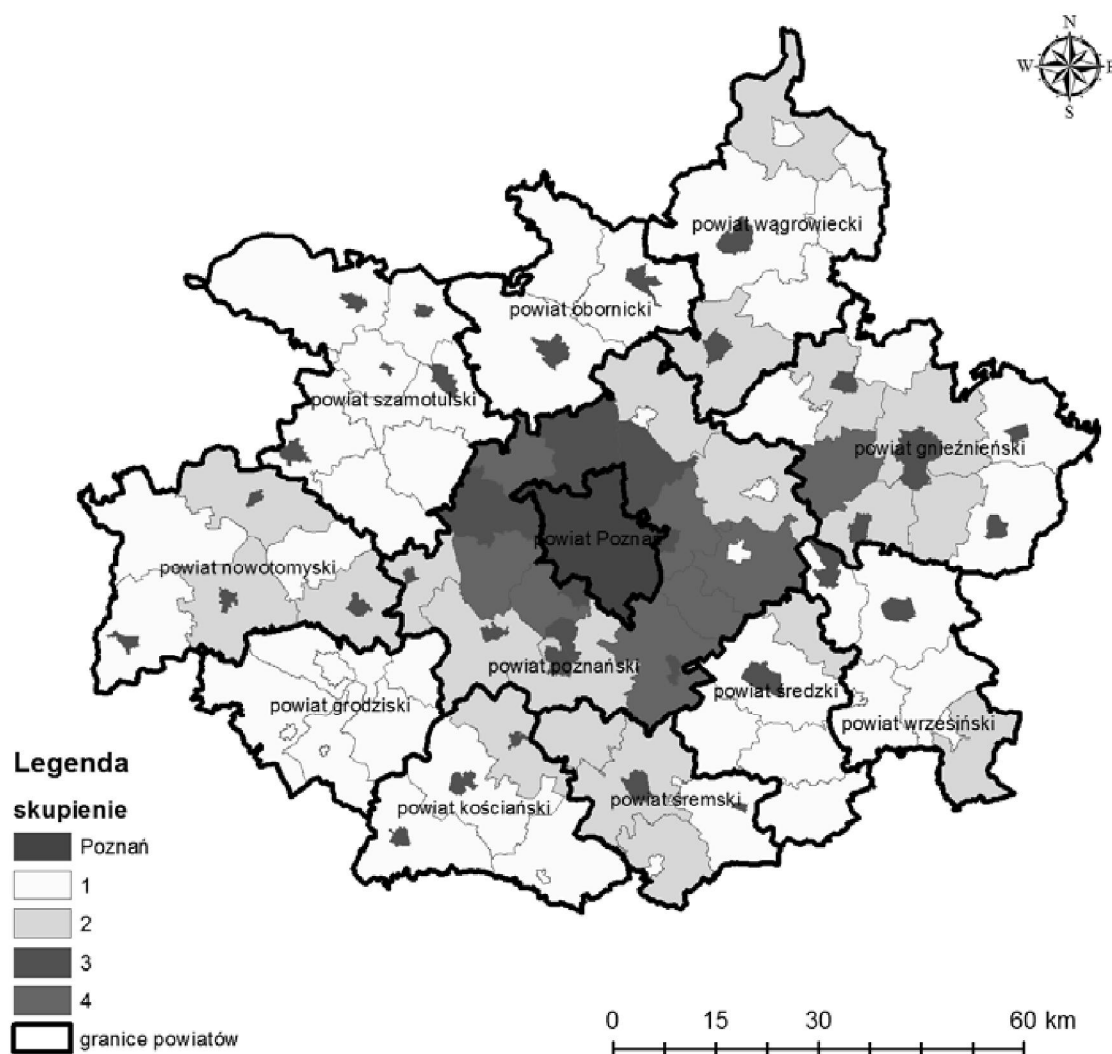 N
W
E
S
powiat wągrowiecki
powiat obornicki
powiat szamotulski
powiat gnieźnieński
powiat Poznań
powiat nowotomyski
powiat poznański
powiat średzki
powiat grodziski
powiat wrzesiński
powiat kościański
powiat śremski
Legenda
skupienie
Poznań
1
2
3
4
granice powiatów
0 15 30 60 km